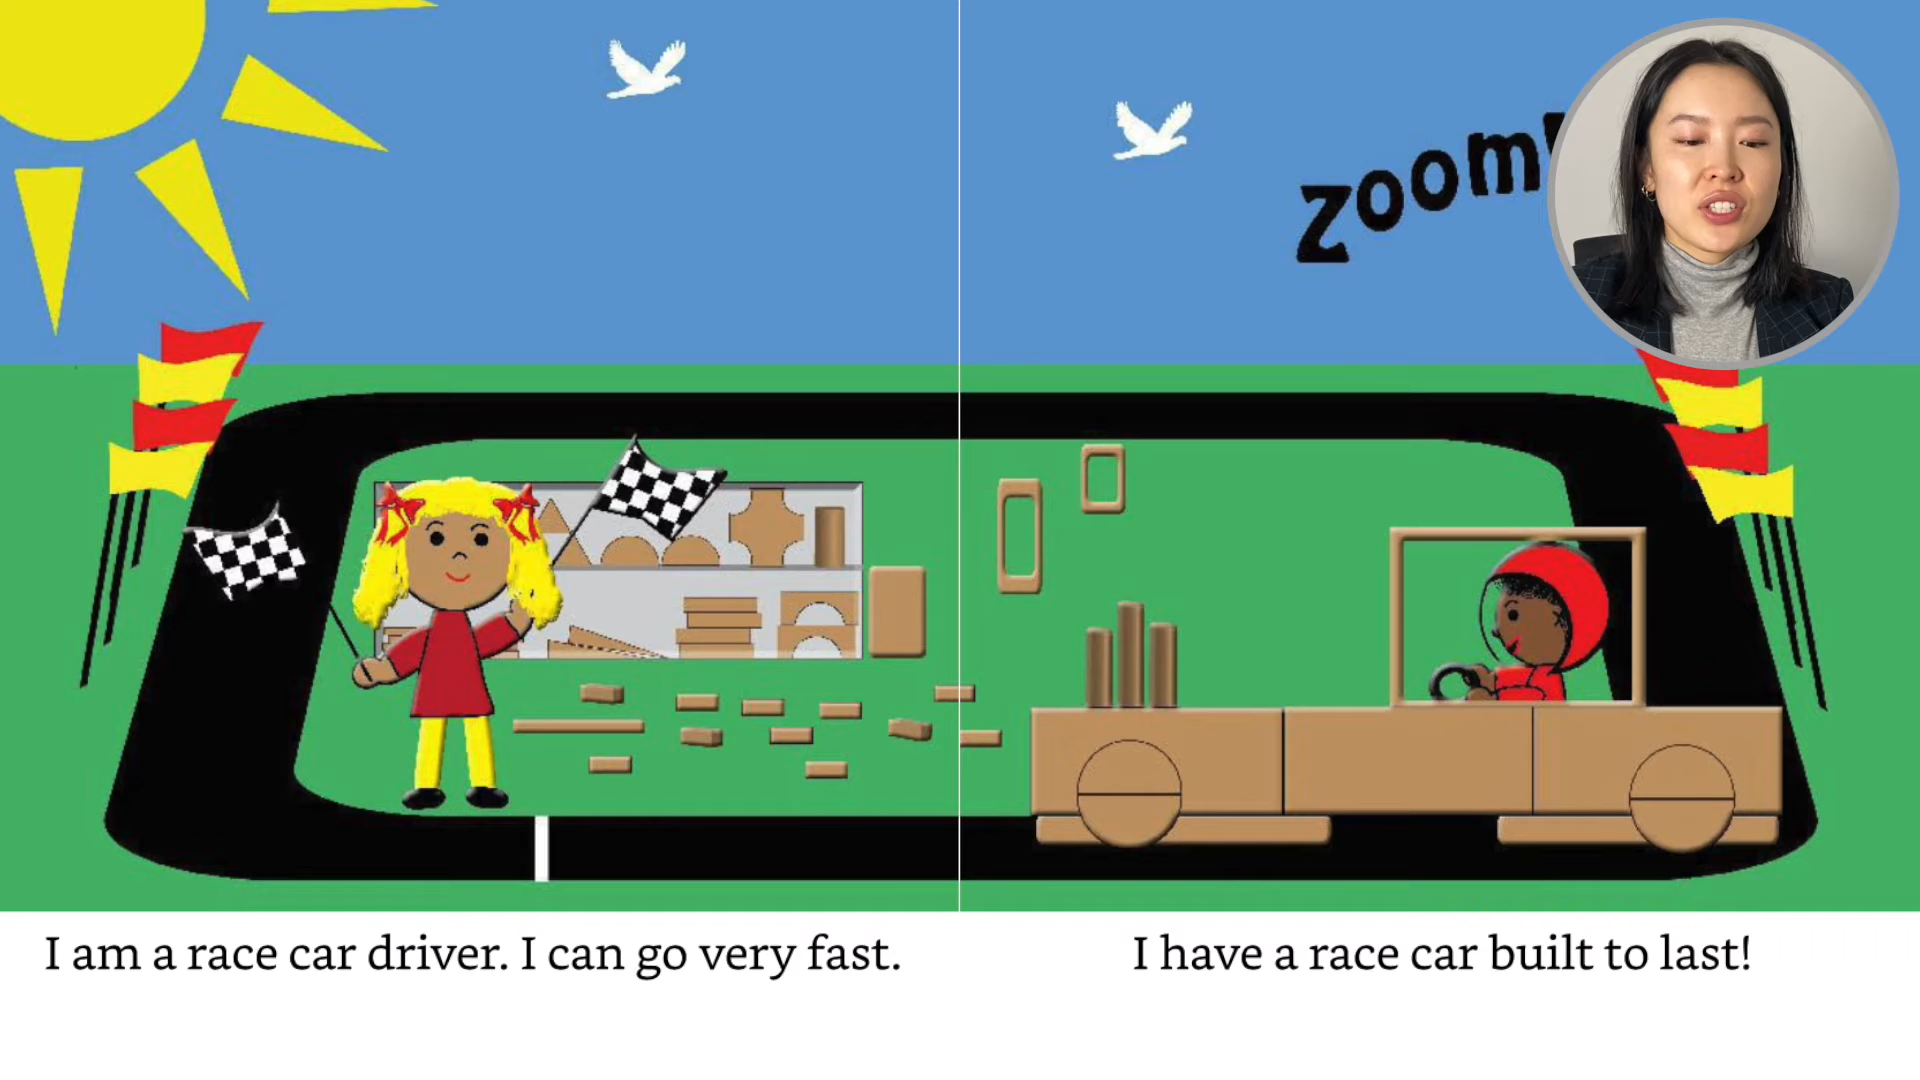 zoom
I am a race car driver. I can go very fast.
I have a race car built to last!